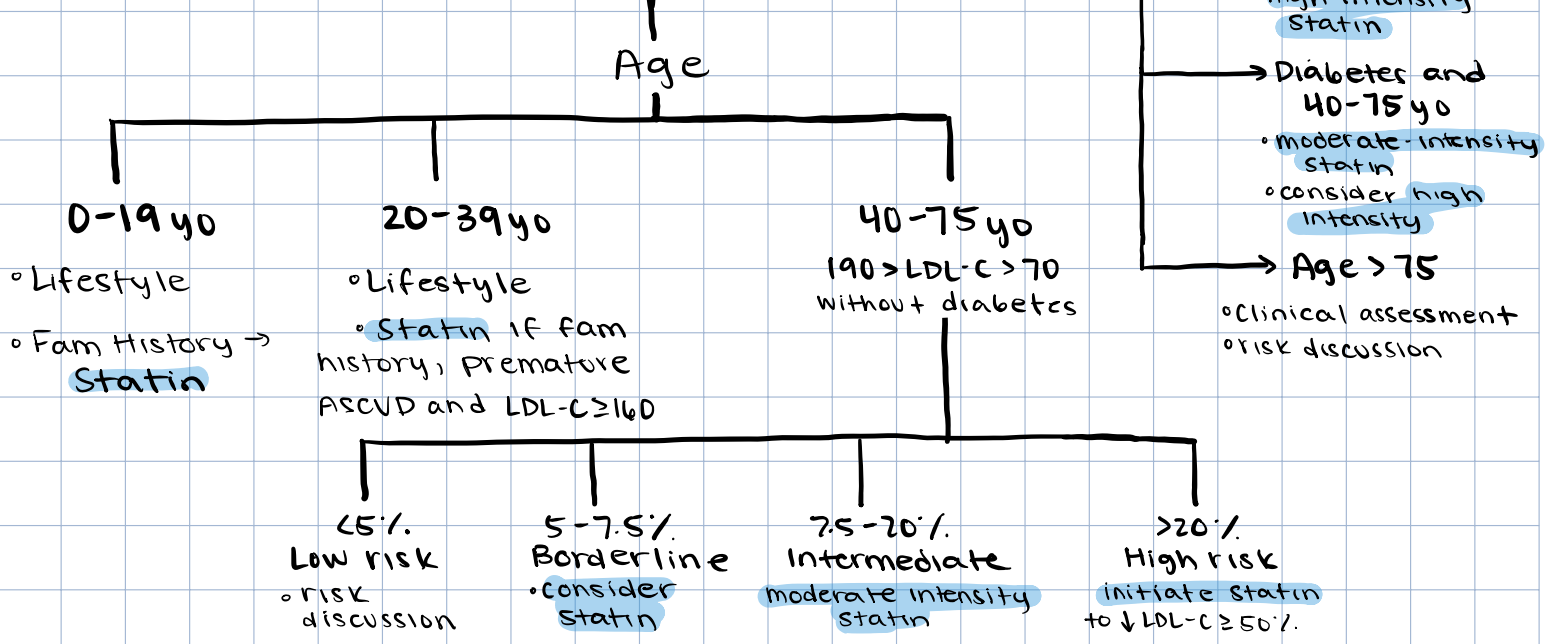 Statin
Age
Diabetes and
40-75 yo
• moderate-intensity
statin
• consider high
intensity
0-19 yo
• Lifestyle
• Fam History →
Statin
20-39 yo
• Lifestyle
• Statin if fam
history, premature
ASCVD and LDL-C ≥ 160
40-75 yo
190 > LDL-C > 70
without diabetes
Age > 75
• Clinical assessment
• risk discussion
<5%
Low risk
• risk
discussion
5-7.5%
Borderline
• consider
statin
7.5-20%
Intermediate
moderate intensity
statin
>20%
High risk
initiate statin
to ↓ LDL-C ≥ 50%.